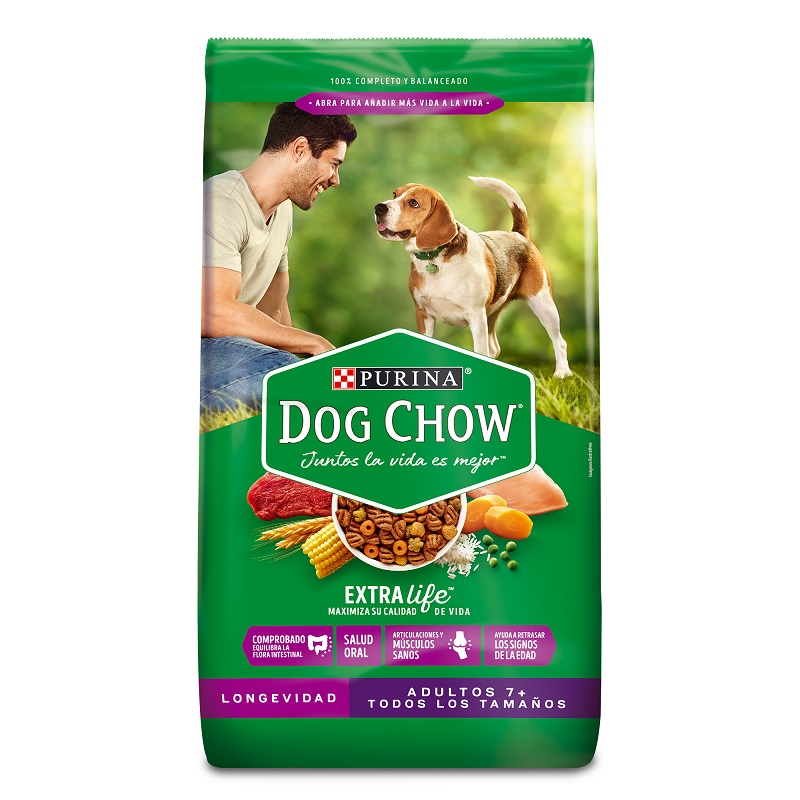 100% COMPLETO Y BALANCEADO
• ABRA PARA AÑADIR MÁS VIDA A LA VIDA •
PURINA®
DOG CHOW®
Juntos la vida es mejor™
EXTRA life™
MAXIMIZA SU CALIDAD DE VIDA
COMPROBADO
EQUILIBRA LA
FLORA INTESTINAL
SALUD
ORAL
ARTICULACIONES Y
MÚSCULOS
SANOS
AYUDA A RETRASAR
LOS SIGNOS
DE LA EDAD
LONGEVIDAD
ADULTOS 7+
TODOS LOS TAMAÑOS